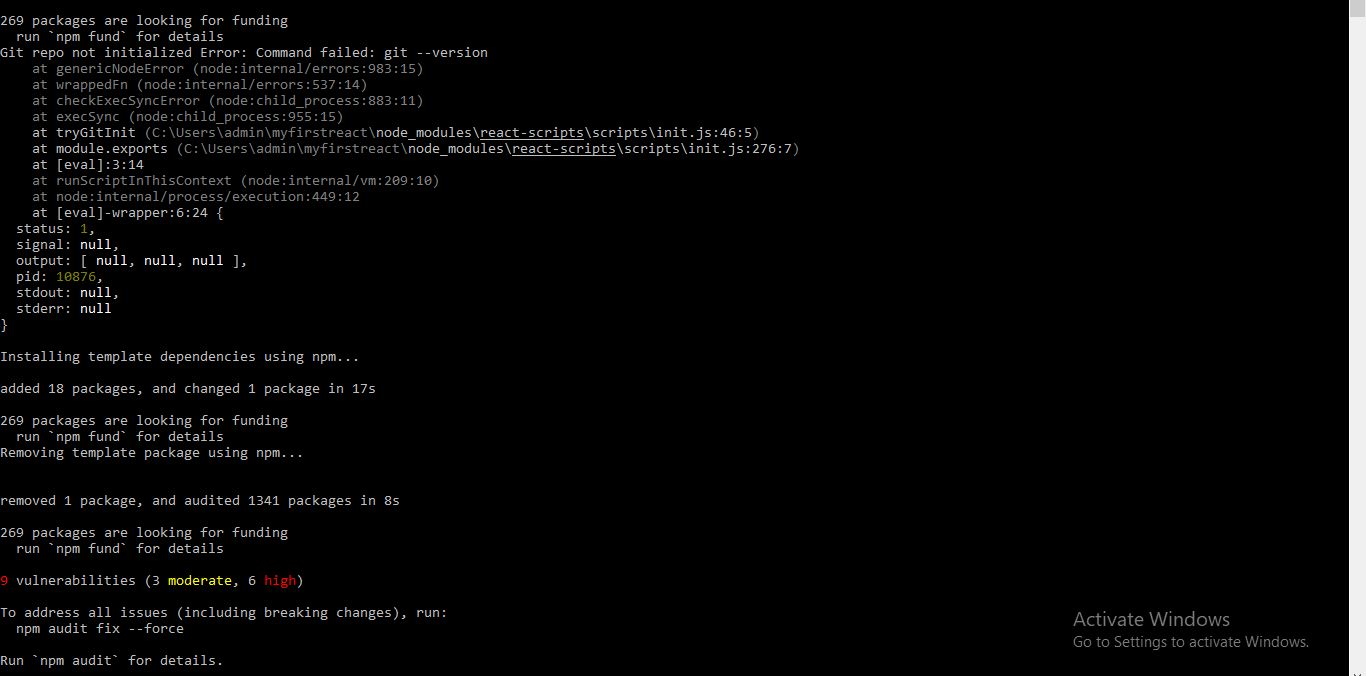 269 packages are looking for funding
  run `npm fund` for details
Git repo not initialized Error: Command failed: git --version
    at genericNodeError (node:internal/errors:983:15)
    at wrappedFn (node:internal/errors:537:14)
    at checkExecSyncError (node:child_process:883:11)
    at execSync (node:child_process:955:15)
    at tryGitInit (C:\Users\admin\myfirstreact\node_modules\react-scripts\scripts\init.js:46:5)
    at module.exports (C:\Users\admin\myfirstreact\node_modules\react-scripts\scripts\init.js:276:7)
    at [eval]:3:14
    at runScriptInThisContext (node:internal/vm:209:10)
    at node:internal/process/execution:449:12
    at [eval]-wrapper:6:24 {
  status: 1,
  signal: null,
  output: [ null, null, null ],
  pid: 10876,
  stdout: null,
  stderr: null
}
Installing template dependencies using npm...
added 18 packages, and changed 1 package in 17s
269 packages are looking for funding
  run `npm fund` for details
Removing template package using npm...
removed 1 package, and audited 1341 packages in 8s
269 packages are looking for funding
  run `npm fund` for details
9 vulnerabilities (3 moderate, 6 high)
To address all issues (including breaking changes), run:
  npm audit fix --force
Run `npm audit` for details.
Activate Windows
Go to Settings to activate Windows.